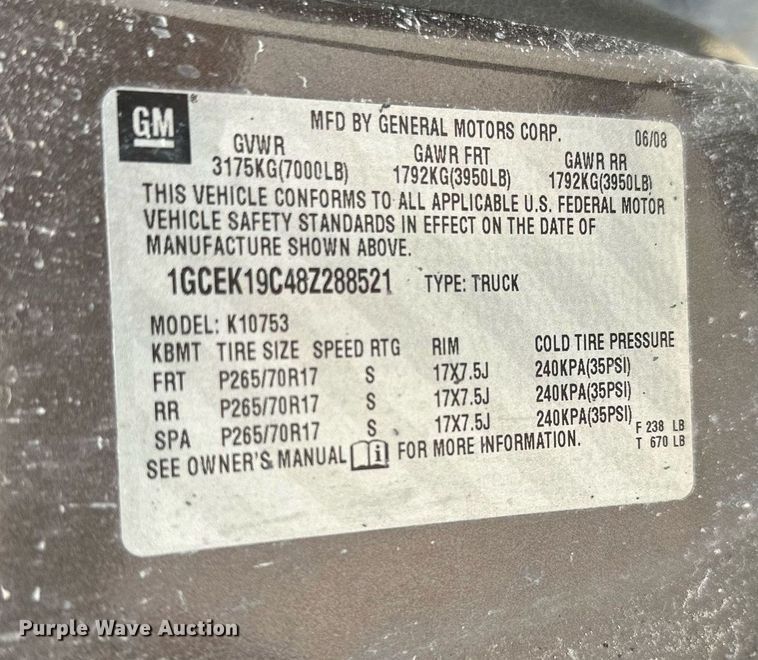 GM
MFD BY GENERAL MOTORS CORP. 06/08
GVWR GAWR FRT GAWR RR
3175KG(7000LB) 1792KG(3950LB) 1792KG(3950LB)
THIS VEHICLE CONFORMS TO ALL APPLICABLE U.S. FEDERAL MOTOR
VEHICLE SAFETY STANDARDS IN EFFECT ON THE DATE OF
MANUFACTURE SHOWN ABOVE.
1GCEK19C48Z288521 TYPE: TRUCK
MODEL: K10753
KBMT TIRE SIZE SPEED RTG RIM COLD TIRE PRESSURE
FRT P265/70R17 S 17X7.5J 240KPA(35PSI)
RR P265/70R17 S 17X7.5J 240KPA(35PSI)
SPA P265/70R17 S 17X7.5J 240KPA(35PSI) F 238 LB
SEE OWNER'S MANUAL FOR MORE INFORMATION. T 670 LB
Purple Wave Auction